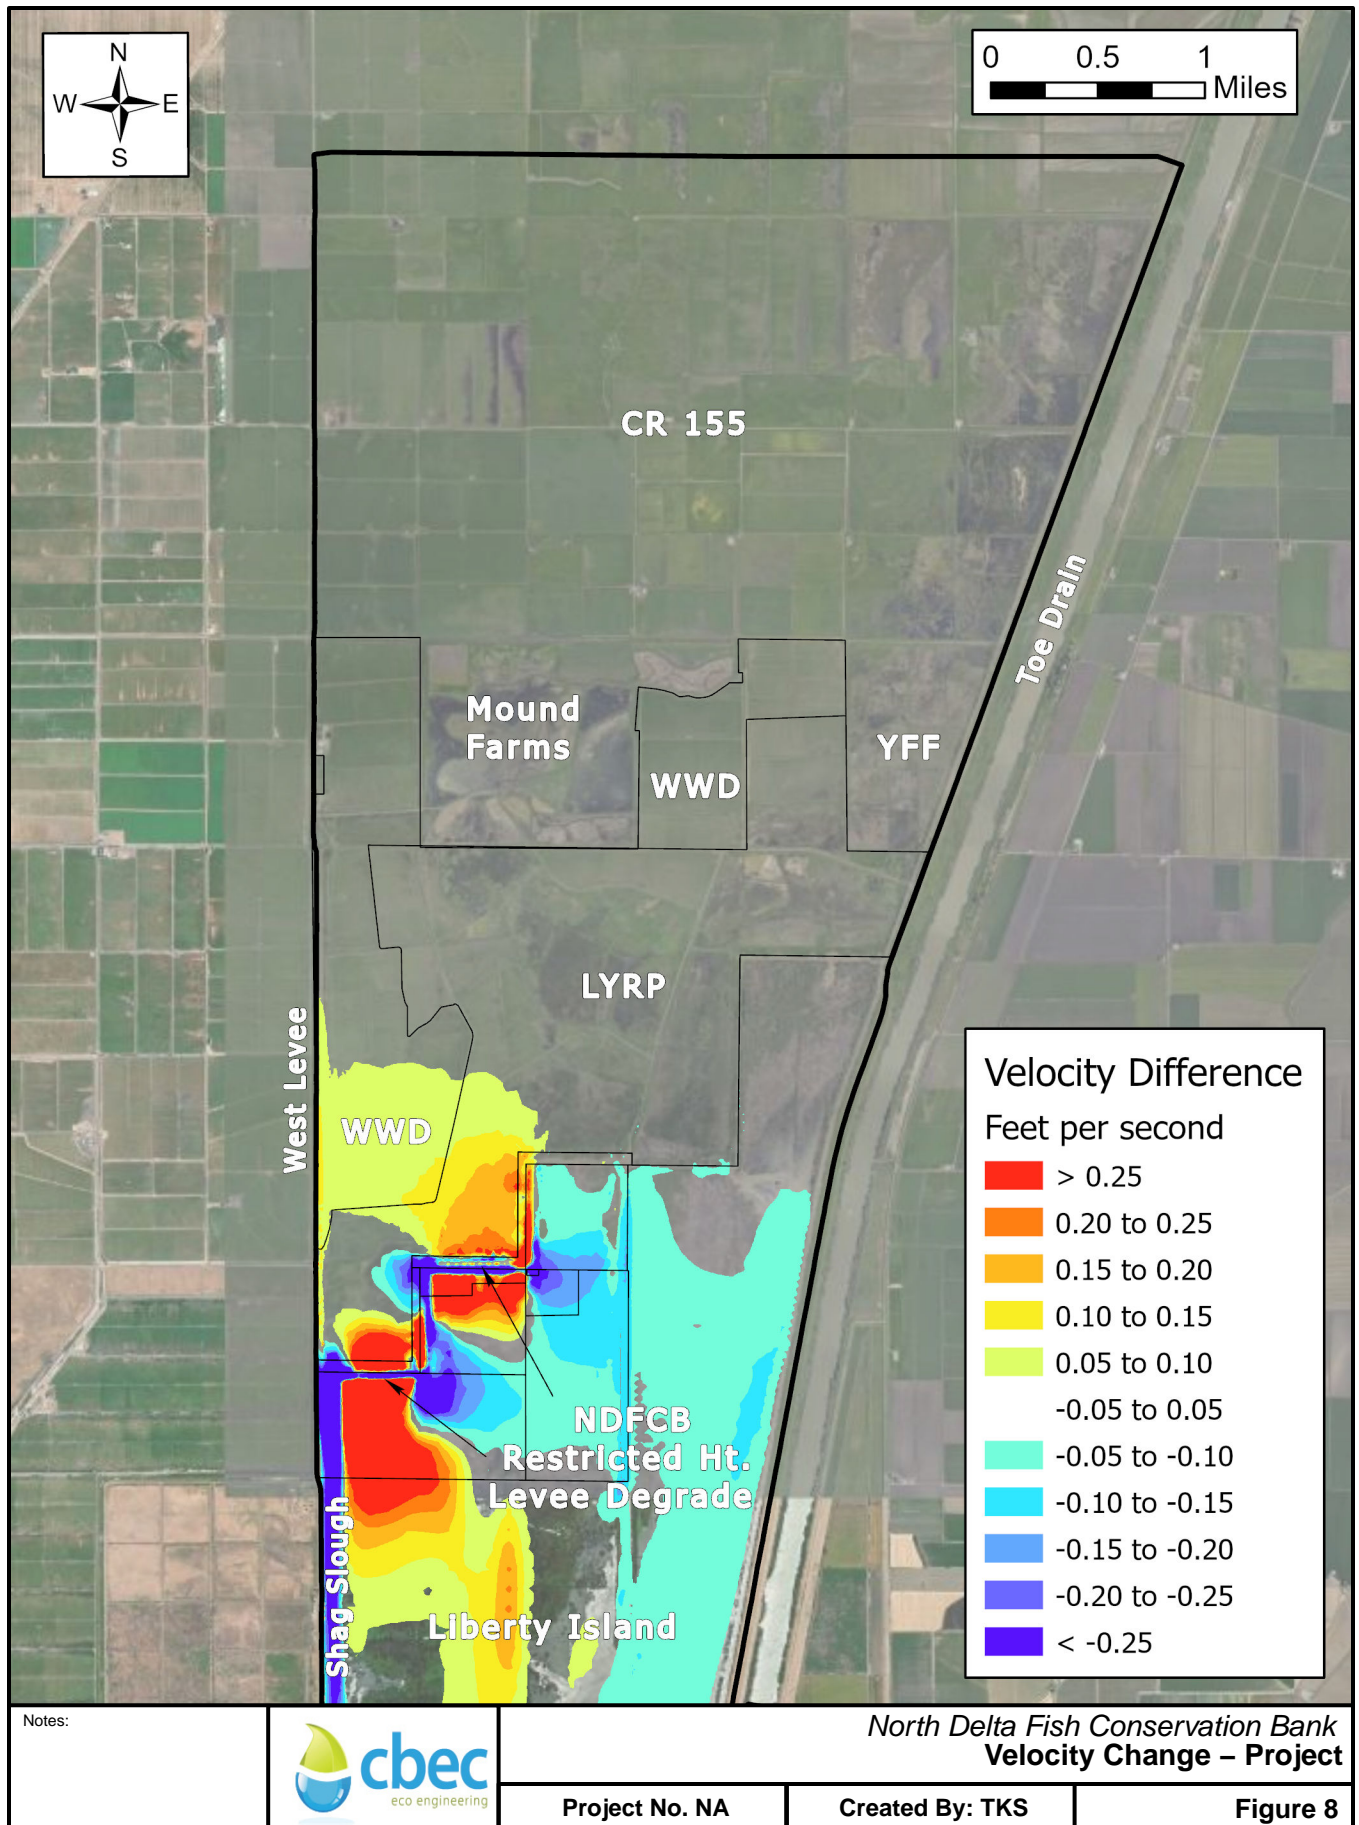 N
W E
S
0 0.5 1
Miles
CR 155
Toe Drain
Mound
Farms
WWD
YFF
LYRP
West Levee
WWD
NDFCB
Restricted Ht.
Levee Degrade
Shag Slough
Liberty Island
Velocity Difference
Feet per second
> 0.25
0.20 to 0.25
0.15 to 0.20
0.10 to 0.15
0.05 to 0.10
-0.05 to 0.05
-0.05 to -0.10
-0.10 to -0.15
-0.15 to -0.20
-0.20 to -0.25
< -0.25
Notes:
cbec
eco engineering
North Delta Fish Conservation Bank
Velocity Change – Project
Project No. NA
Created By: TKS
Figure 8